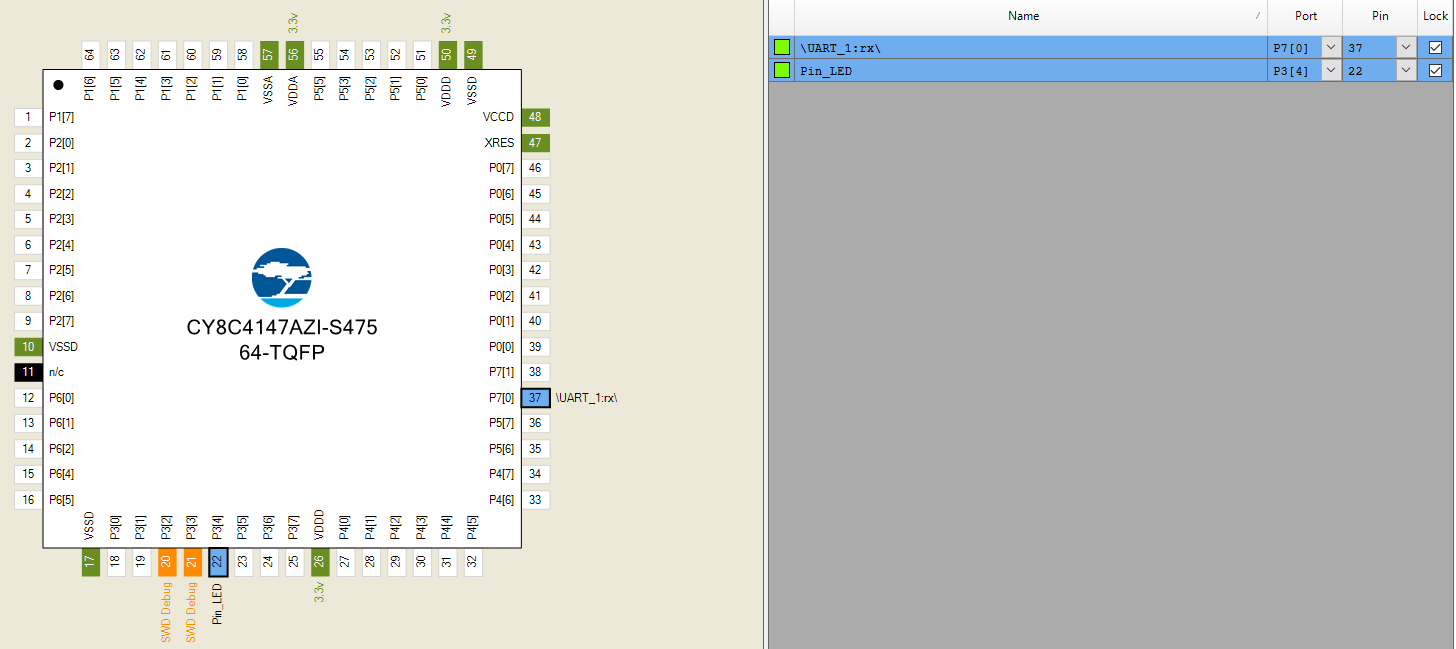 3.3v 3.3v
64 63 62 61 60 59 58 57 56 55 54 53 52 51 50 49
P1[6] P1[5] P1[4] P1[3] P1[2] P1[1] P1[0] VSSA VDDA P5[5] P5[3] P5[2] P5[1] P5[0] VDDD VSSD
1 P1[7] VCCD 48
2 P2[0] XRES 47
3 P2[1] P0[7] 46
4 P2[2] P0[6] 45
5 P2[3] P0[5] 44
6 P2[4] P0[4] 43
7 P2[5] P0[3] 42
8 P2[6] P0[2] 41
9 P2[7] P0[1] 40
10 VSSD P0[0] 39
11 n/c P7[1] 38
12 P6[0] P7[0] 37 \UART_1:rx\
13 P6[1] P5[7] 36
14 P6[2] P5[6] 35
15 P6[4] P4[7] 34
16 P6[5] P4[6] 33
CY8C4147AZI-S475
64-TQFP
VSSD P3[0] P3[1] P3[2] P3[3] P3[4] P3[5] P3[6] P3[7] VDDD P4[0] P4[1] P4[2] P4[3] P4[4] P4[5]
17 18 19 20 21 22 23 24 25 26 27 28 29 30 31 32
SWD Debug SWD Debug Pin_LED 3.3v
Name / Port Pin Lock
\UART_1:rx\ P7[0] 37
Pin_LED P3[4] 22